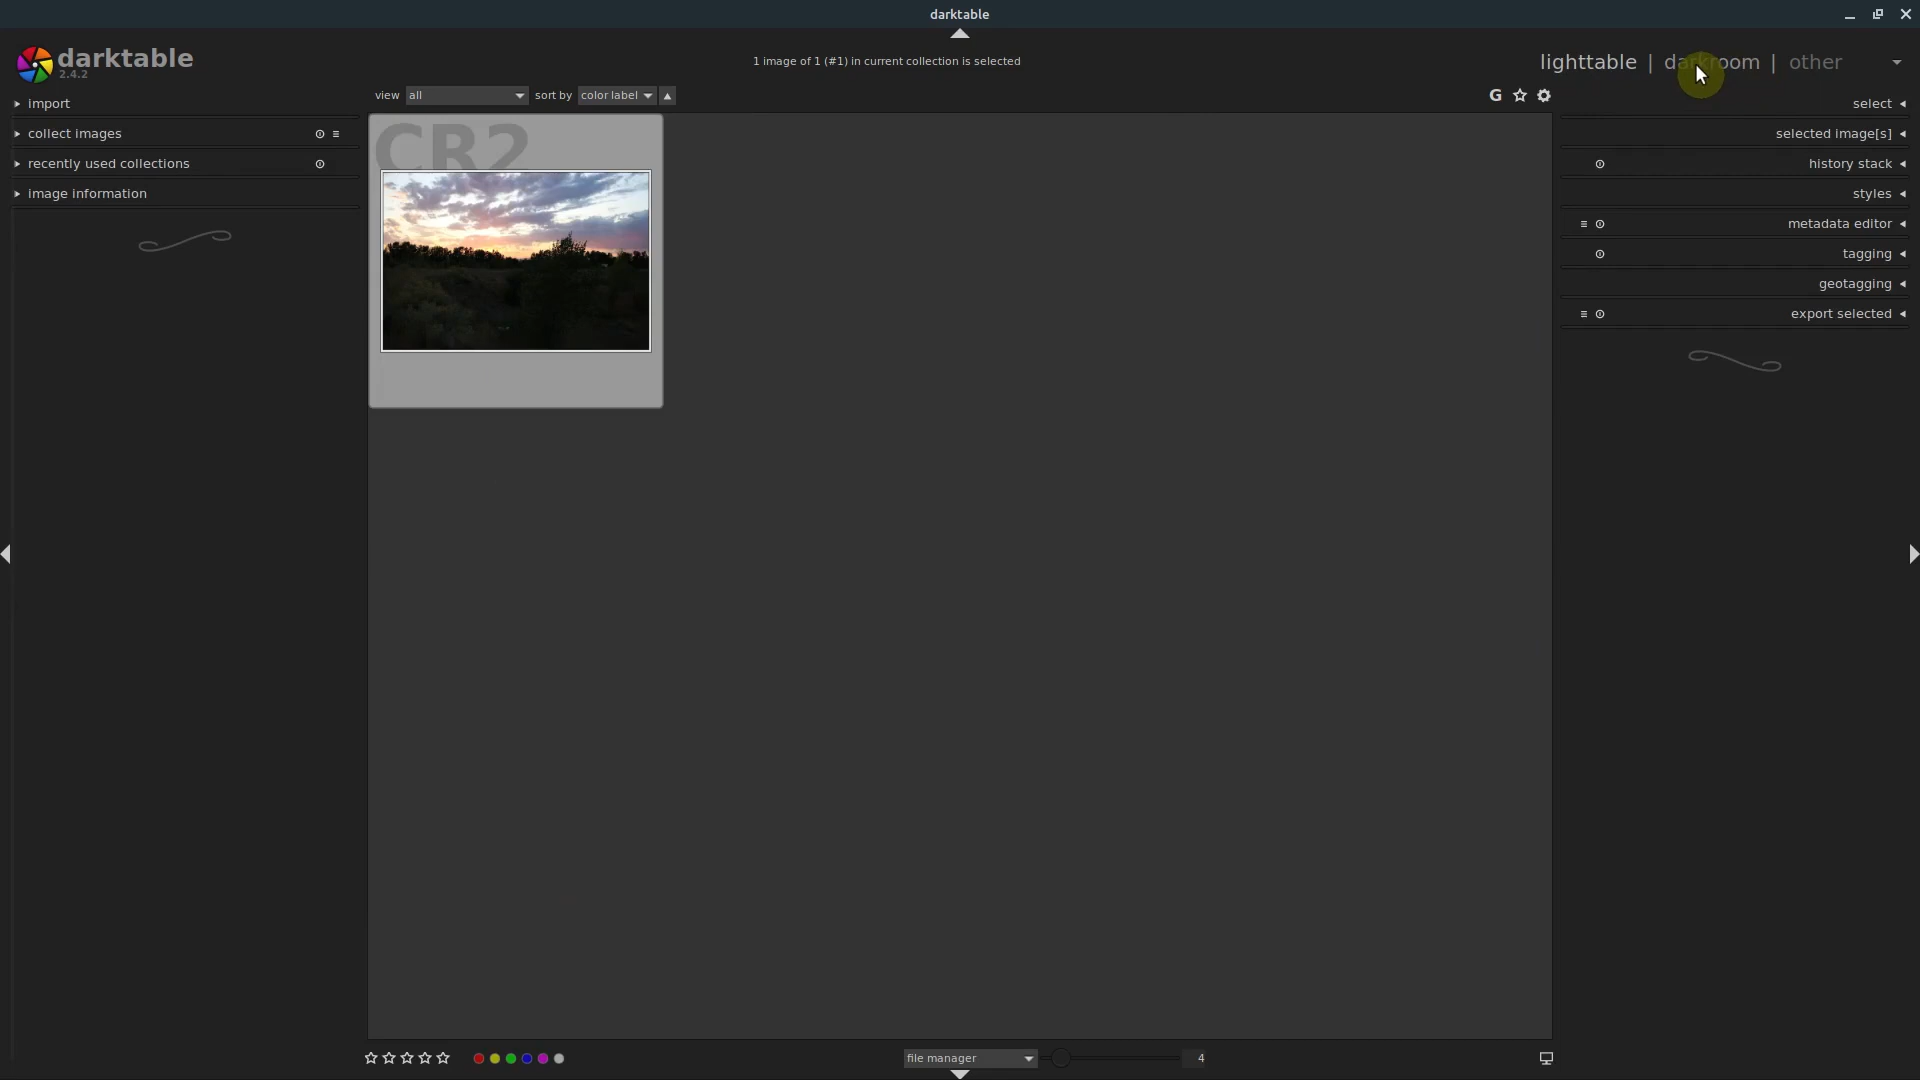 darktable
darktable
2.4.2
1 image of 1 (#1) in current collection is selected
lighttable | darkroom | other
view all sort by color label
G
import
collect images
recently used collections
image information
CR2
select
selected image[s]
history stack
styles
metadata editor
tagging
geotagging
export selected
file manager 4